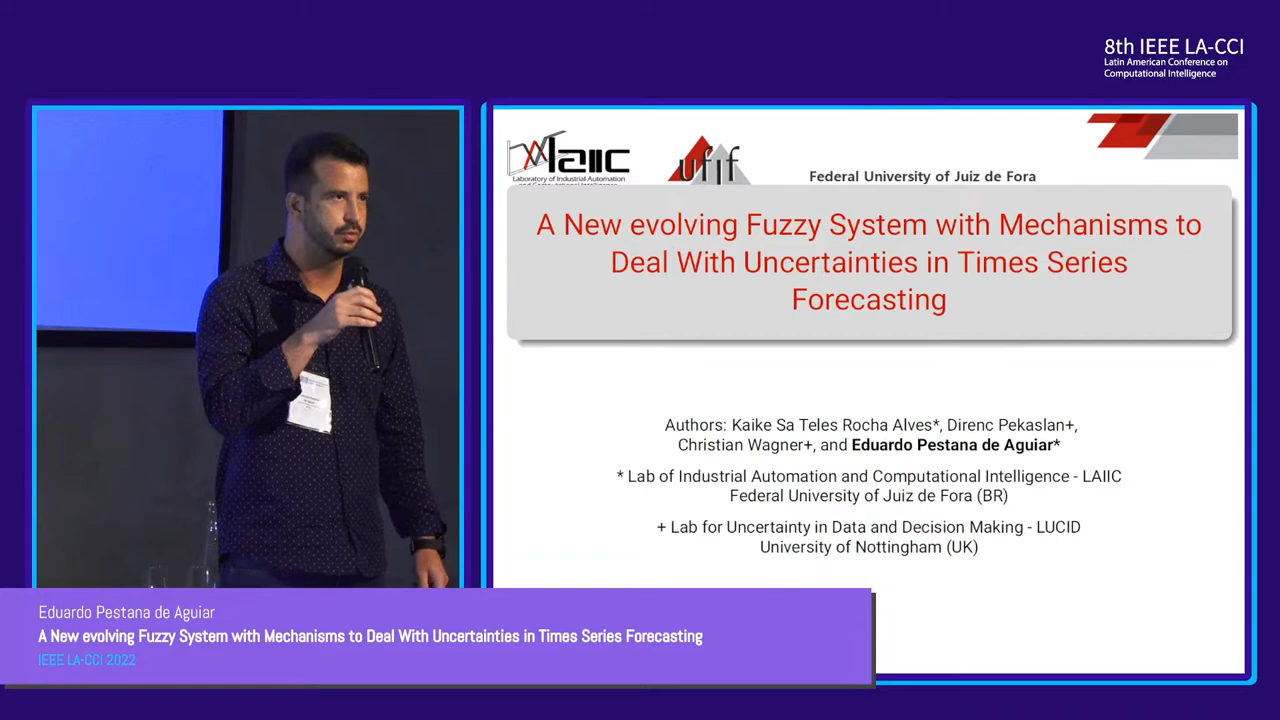 8th IEEE LA-CCI
Latin American Conference on
Computational Intelligence
laiic
Laboratory of Industrial Automation
ufjf
Federal University of Juiz de Fora
A New evolving Fuzzy System with Mechanisms to
Deal With Uncertainties in Times Series
Forecasting
Authors: Kaike Sa Teles Rocha Alves*, Direnc Pekaslan+,
Christian Wagner+, and Eduardo Pestana de Aguiar*
* Lab of Industrial Automation and Computational Intelligence - LAIIC
Federal University of Juiz de Fora (BR)
+ Lab for Uncertainty in Data and Decision Making - LUCID
University of Nottingham (UK)
Eduardo Pestana de Aguiar
A New evolving Fuzzy System with Mechanisms to Deal With Uncertainties in Times Series Forecasting
IEEE LA-CCI 2022